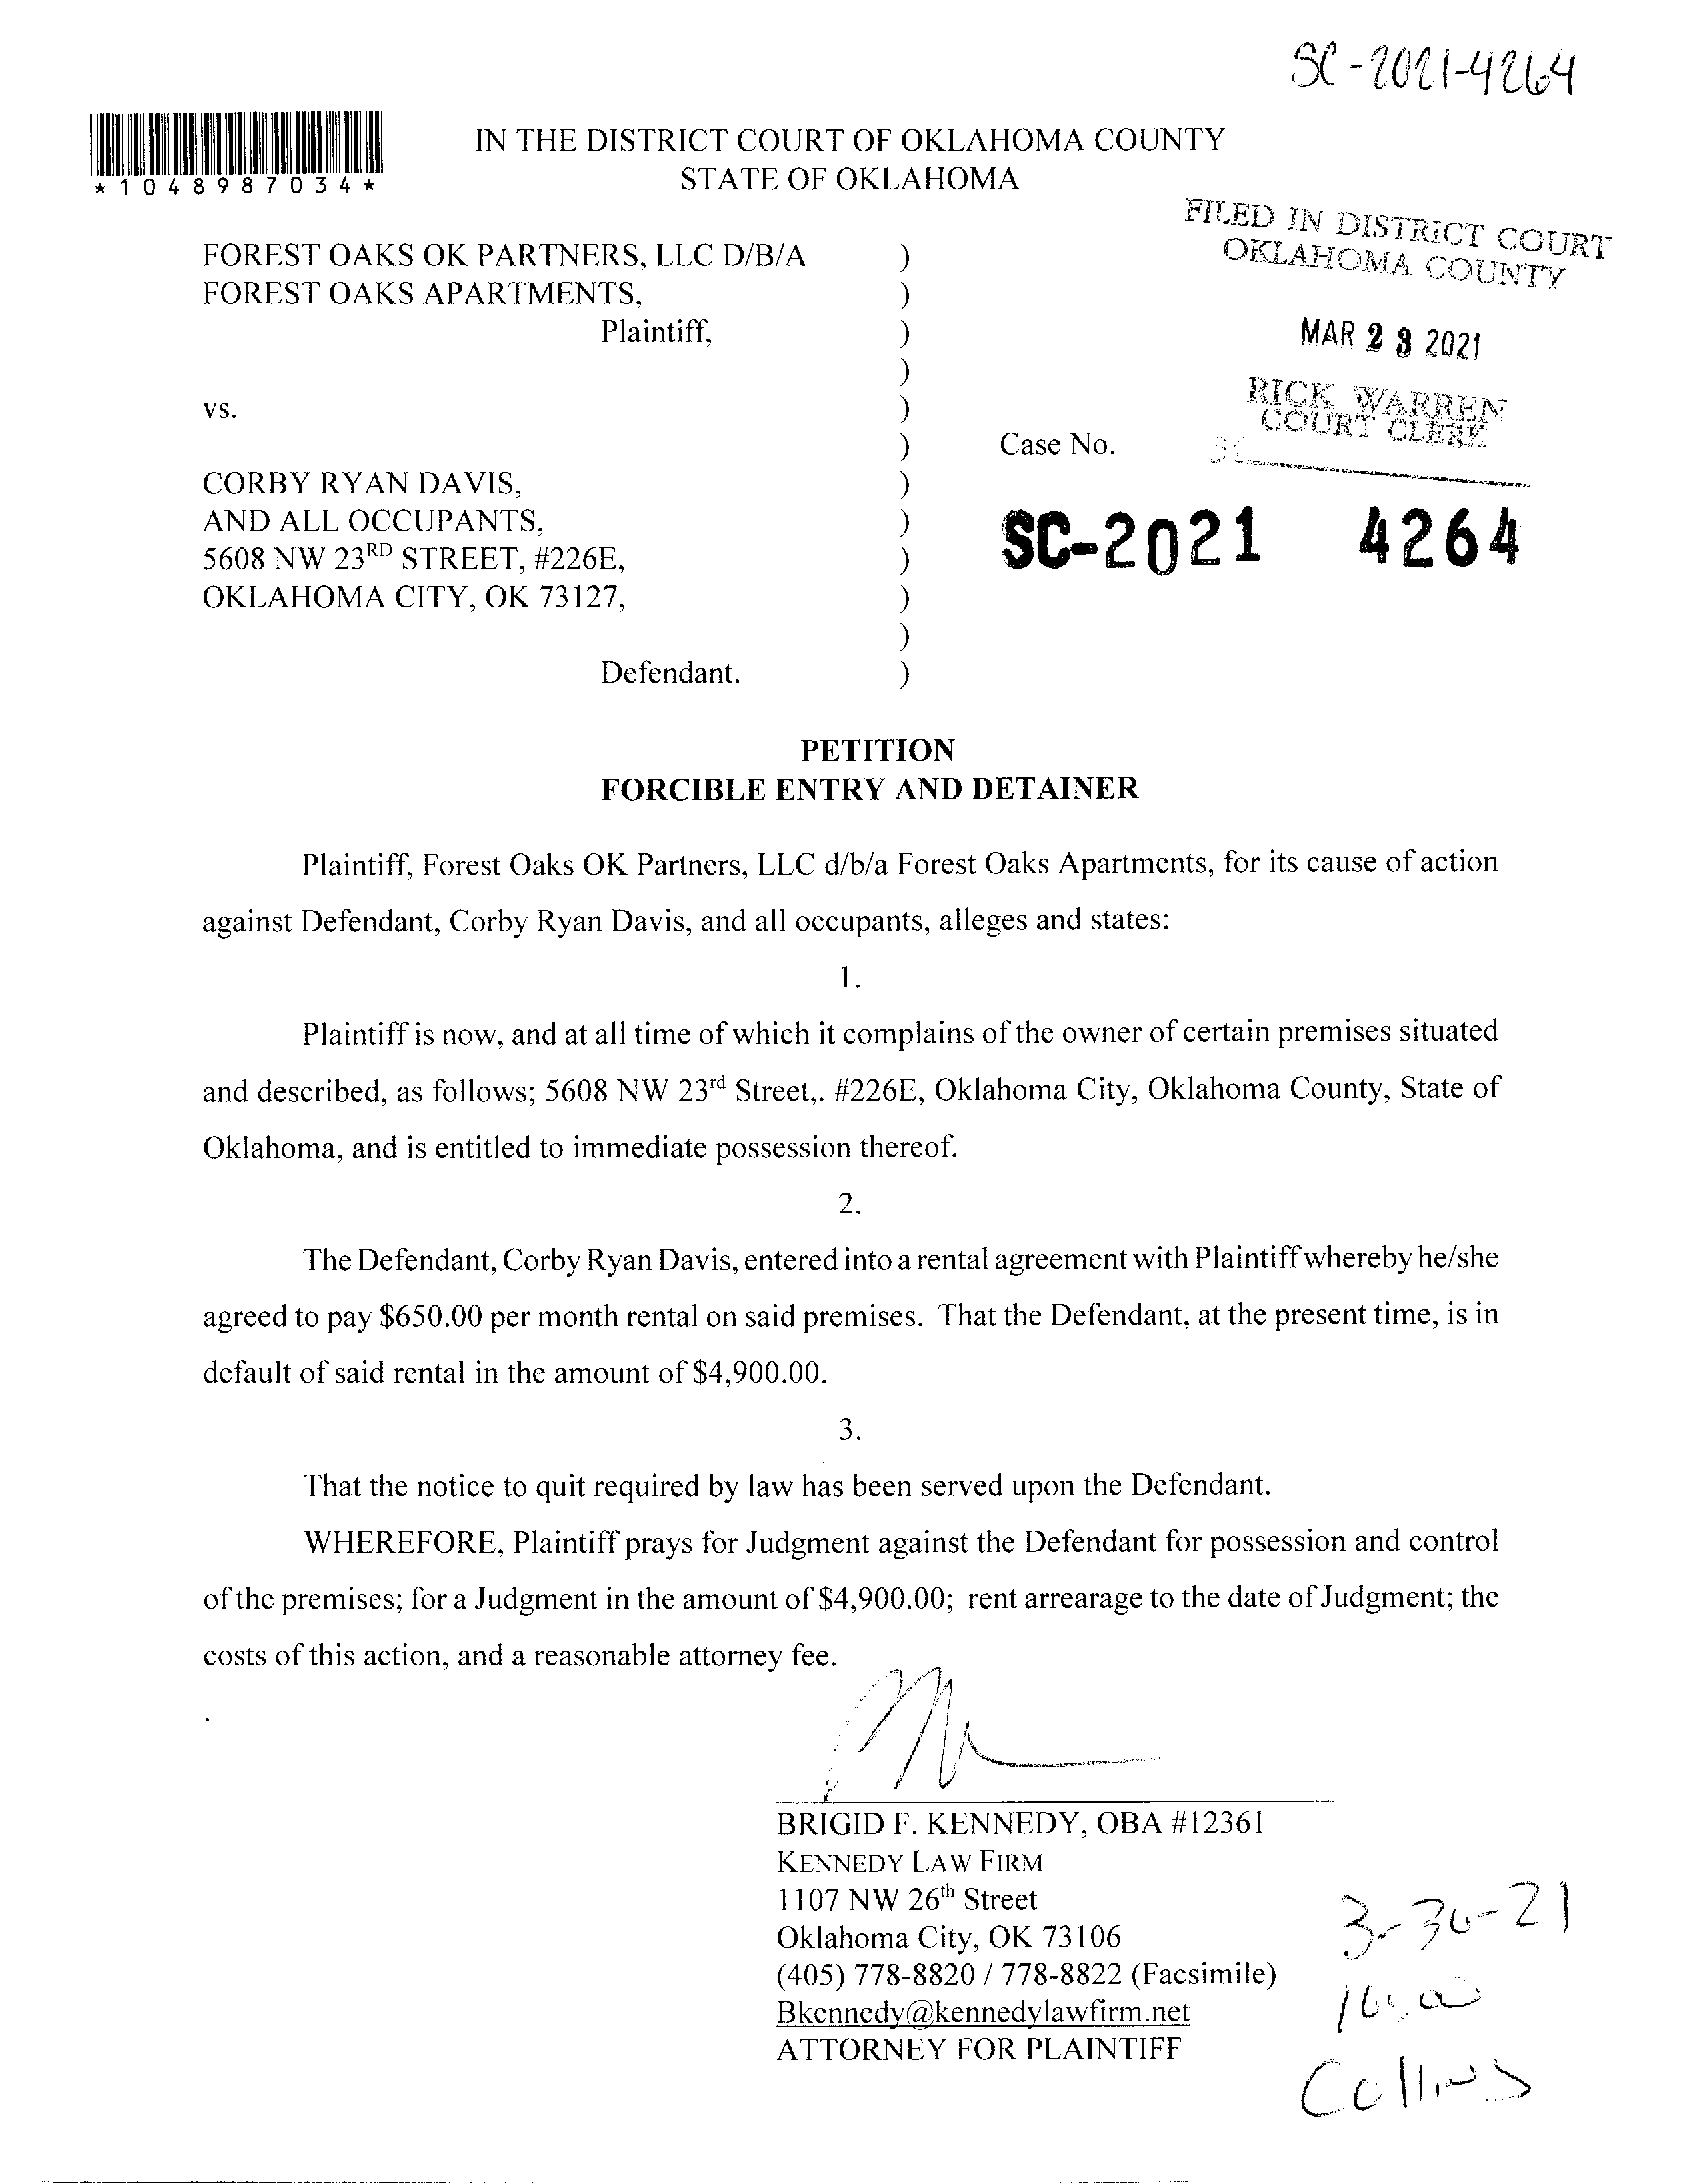 SC-2021-4264
*1048987034*
IN THE DISTRICT COURT OF OKLAHOMA COUNTY
STATE OF OKLAHOMA
FILED IN DISTRICT COURT
OKLAHOMA COUNTY
FOREST OAKS OK PARTNERS, LLC D/B/A )
FOREST OAKS APARTMENTS, )
Plaintiff, )
MAR 23 2021
)
RICK WARREN
COURT CLERK
vs. )
) Case No.
CORBY RYAN DAVIS, )
AND ALL OCCUPANTS, )
SC-2021 4264
5608 NW 23RD STREET, #226E, )
OKLAHOMA CITY, OK 73127, )
)
Defendant. )
PETITION
FORCIBLE ENTRY AND DETAINER
Plaintiff, Forest Oaks OK Partners, LLC d/b/a Forest Oaks Apartments, for its cause of action
against Defendant, Corby Ryan Davis, and all occupants, alleges and states:
1.
Plaintiff is now, and at all time of which it complains of the owner of certain premises situated
and described, as follows; 5608 NW 23rd Street,. #226E, Oklahoma City, Oklahoma County, State of
Oklahoma, and is entitled to immediate possession thereof.
2.
The Defendant, Corby Ryan Davis, entered into a rental agreement with Plaintiff whereby he/she
agreed to pay $650.00 per month rental on said premises. That the Defendant, at the present time, is in
default of said rental in the amount of $4,900.00.
3.
That the notice to quit required by law has been served upon the Defendant.
WHEREFORE, Plaintiff prays for Judgment against the Defendant for possession and control
of the premises; for a Judgment in the amount of $4,900.00; rent arrearage to the date of Judgment; the
costs of this action, and a reasonable attorney fee.
BRIGID F. KENNEDY, OBA #12361
KENNEDY LAW FIRM
1107 NW 26th Street
Oklahoma City, OK 73106
(405) 778-8820 / 778-8822 (Facsimile)
Bkennedy@kennedylawfirm.net
ATTORNEY FOR PLAINTIFF
3-30-21
Collins